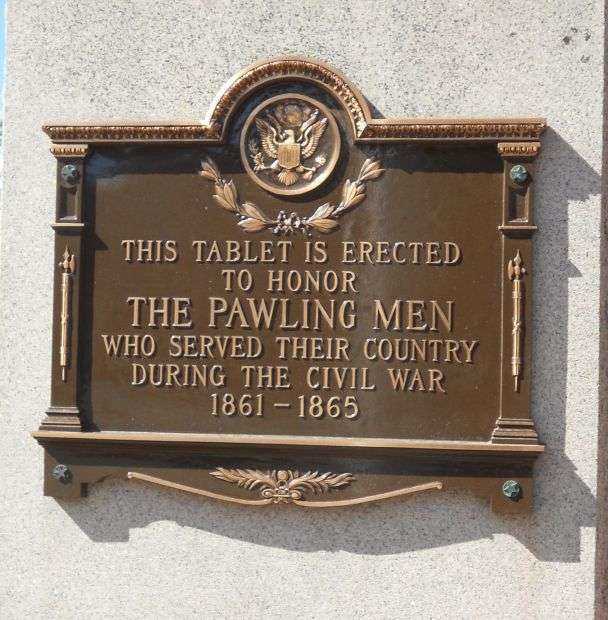 THIS TABLET IS ERECTED
TO HONOR
THE PAWLING MEN
WHO SERVED THEIR COUNTRY
DURING THE CIVIL WAR
1861 – 1865